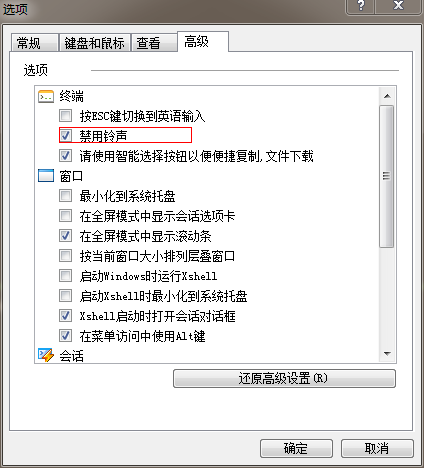 选项
常规
键盘和鼠标
查看
高级
选项
终端
按ESC键切换到英语输入
禁用铃声
请使用智能选择按钮以便便捷复制,文件下载
窗口
最小化到系统托盘
在全屏模式中显示会话选项卡
在全屏模式中显示滚动条
按当前窗口大小排列层叠窗口
启动Windows时运行Xshell
启动Xshell时最小化到系统托盘
Xshell启动时打开会话对话框
在菜单访问中使用Alt键
会话
还原高级设置(R)
确定
取消